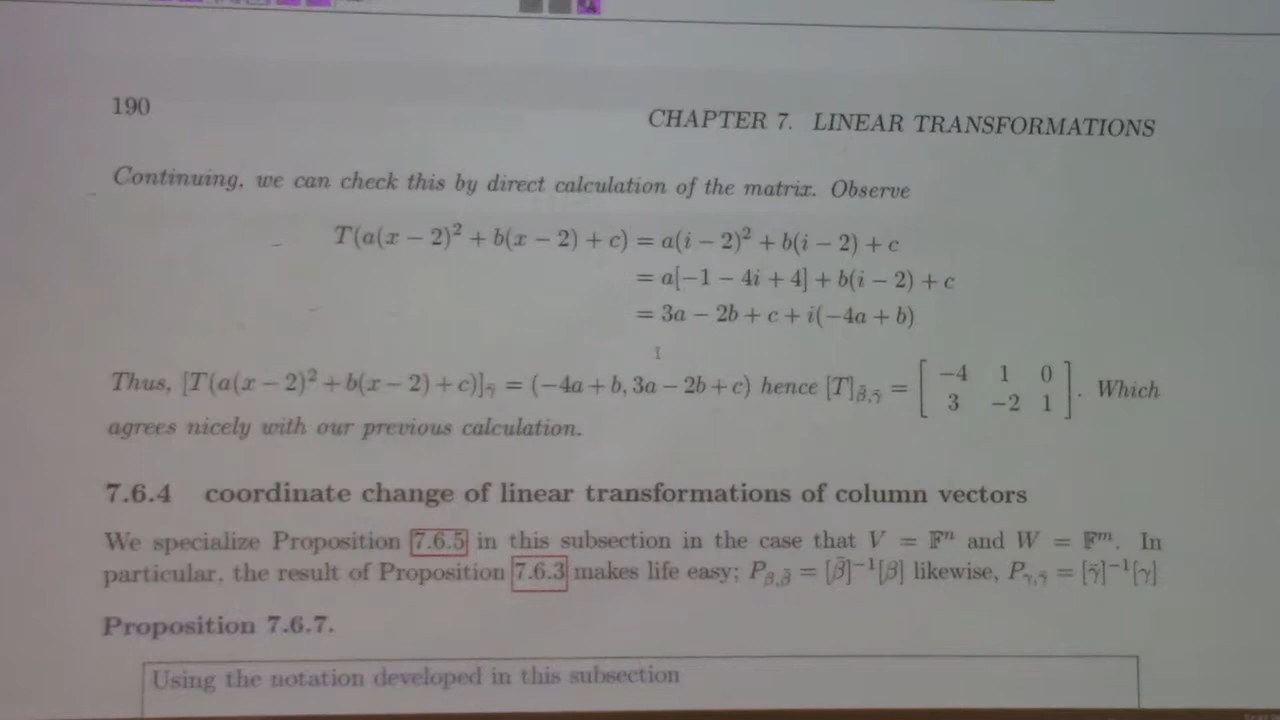 190
CHAPTER 7. LINEAR TRANSFORMATIONS
Continuing, we can check this by direct calculation of the matrix. Observe
T(a(x − 2)² + b(x − 2) + c) = a(i − 2)² + b(i − 2) + c
= a[−1 − 4i + 4] + b(i − 2) + c
= 3a − 2b + c + i(−4a + b)
Thus, [T(a(x − 2)² + b(x − 2) + c)]_γ̄ = (−4a + b, 3a − 2b + c) hence [T]_β̄,γ̄ = [ −4 1 0 ; 3 −2 1 ]. Which
agrees nicely with our previous calculation.
7.6.4 coordinate change of linear transformations of column vectors
We specialize Proposition 7.6.5 in this subsection in the case that V = 𝔽ⁿ and W = 𝔽ᵐ. In
particular, the result of Proposition 7.6.3 makes life easy; P_β,β̄ = [β̄]⁻¹[β] likewise, P_γ,γ̄ = [γ̄]⁻¹[γ]
Proposition 7.6.7.
Using the notation developed in this subsection